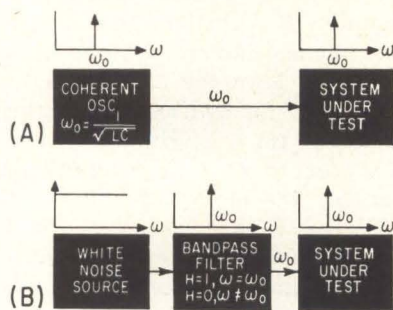 ω
ω₀
ω
ω₀
(A)
COHERENT
OSC
ω₀=1/√LC
ω₀
SYSTEM
UNDER
TEST
ω
ω
ω₀
ω
ω₀
(B)
WHITE
NOISE
SOURCE
BANDPASS
FILTER
H=1, ω=ω₀
H=0, ω≠ω₀
ω₀
SYSTEM
UNDER
TEST